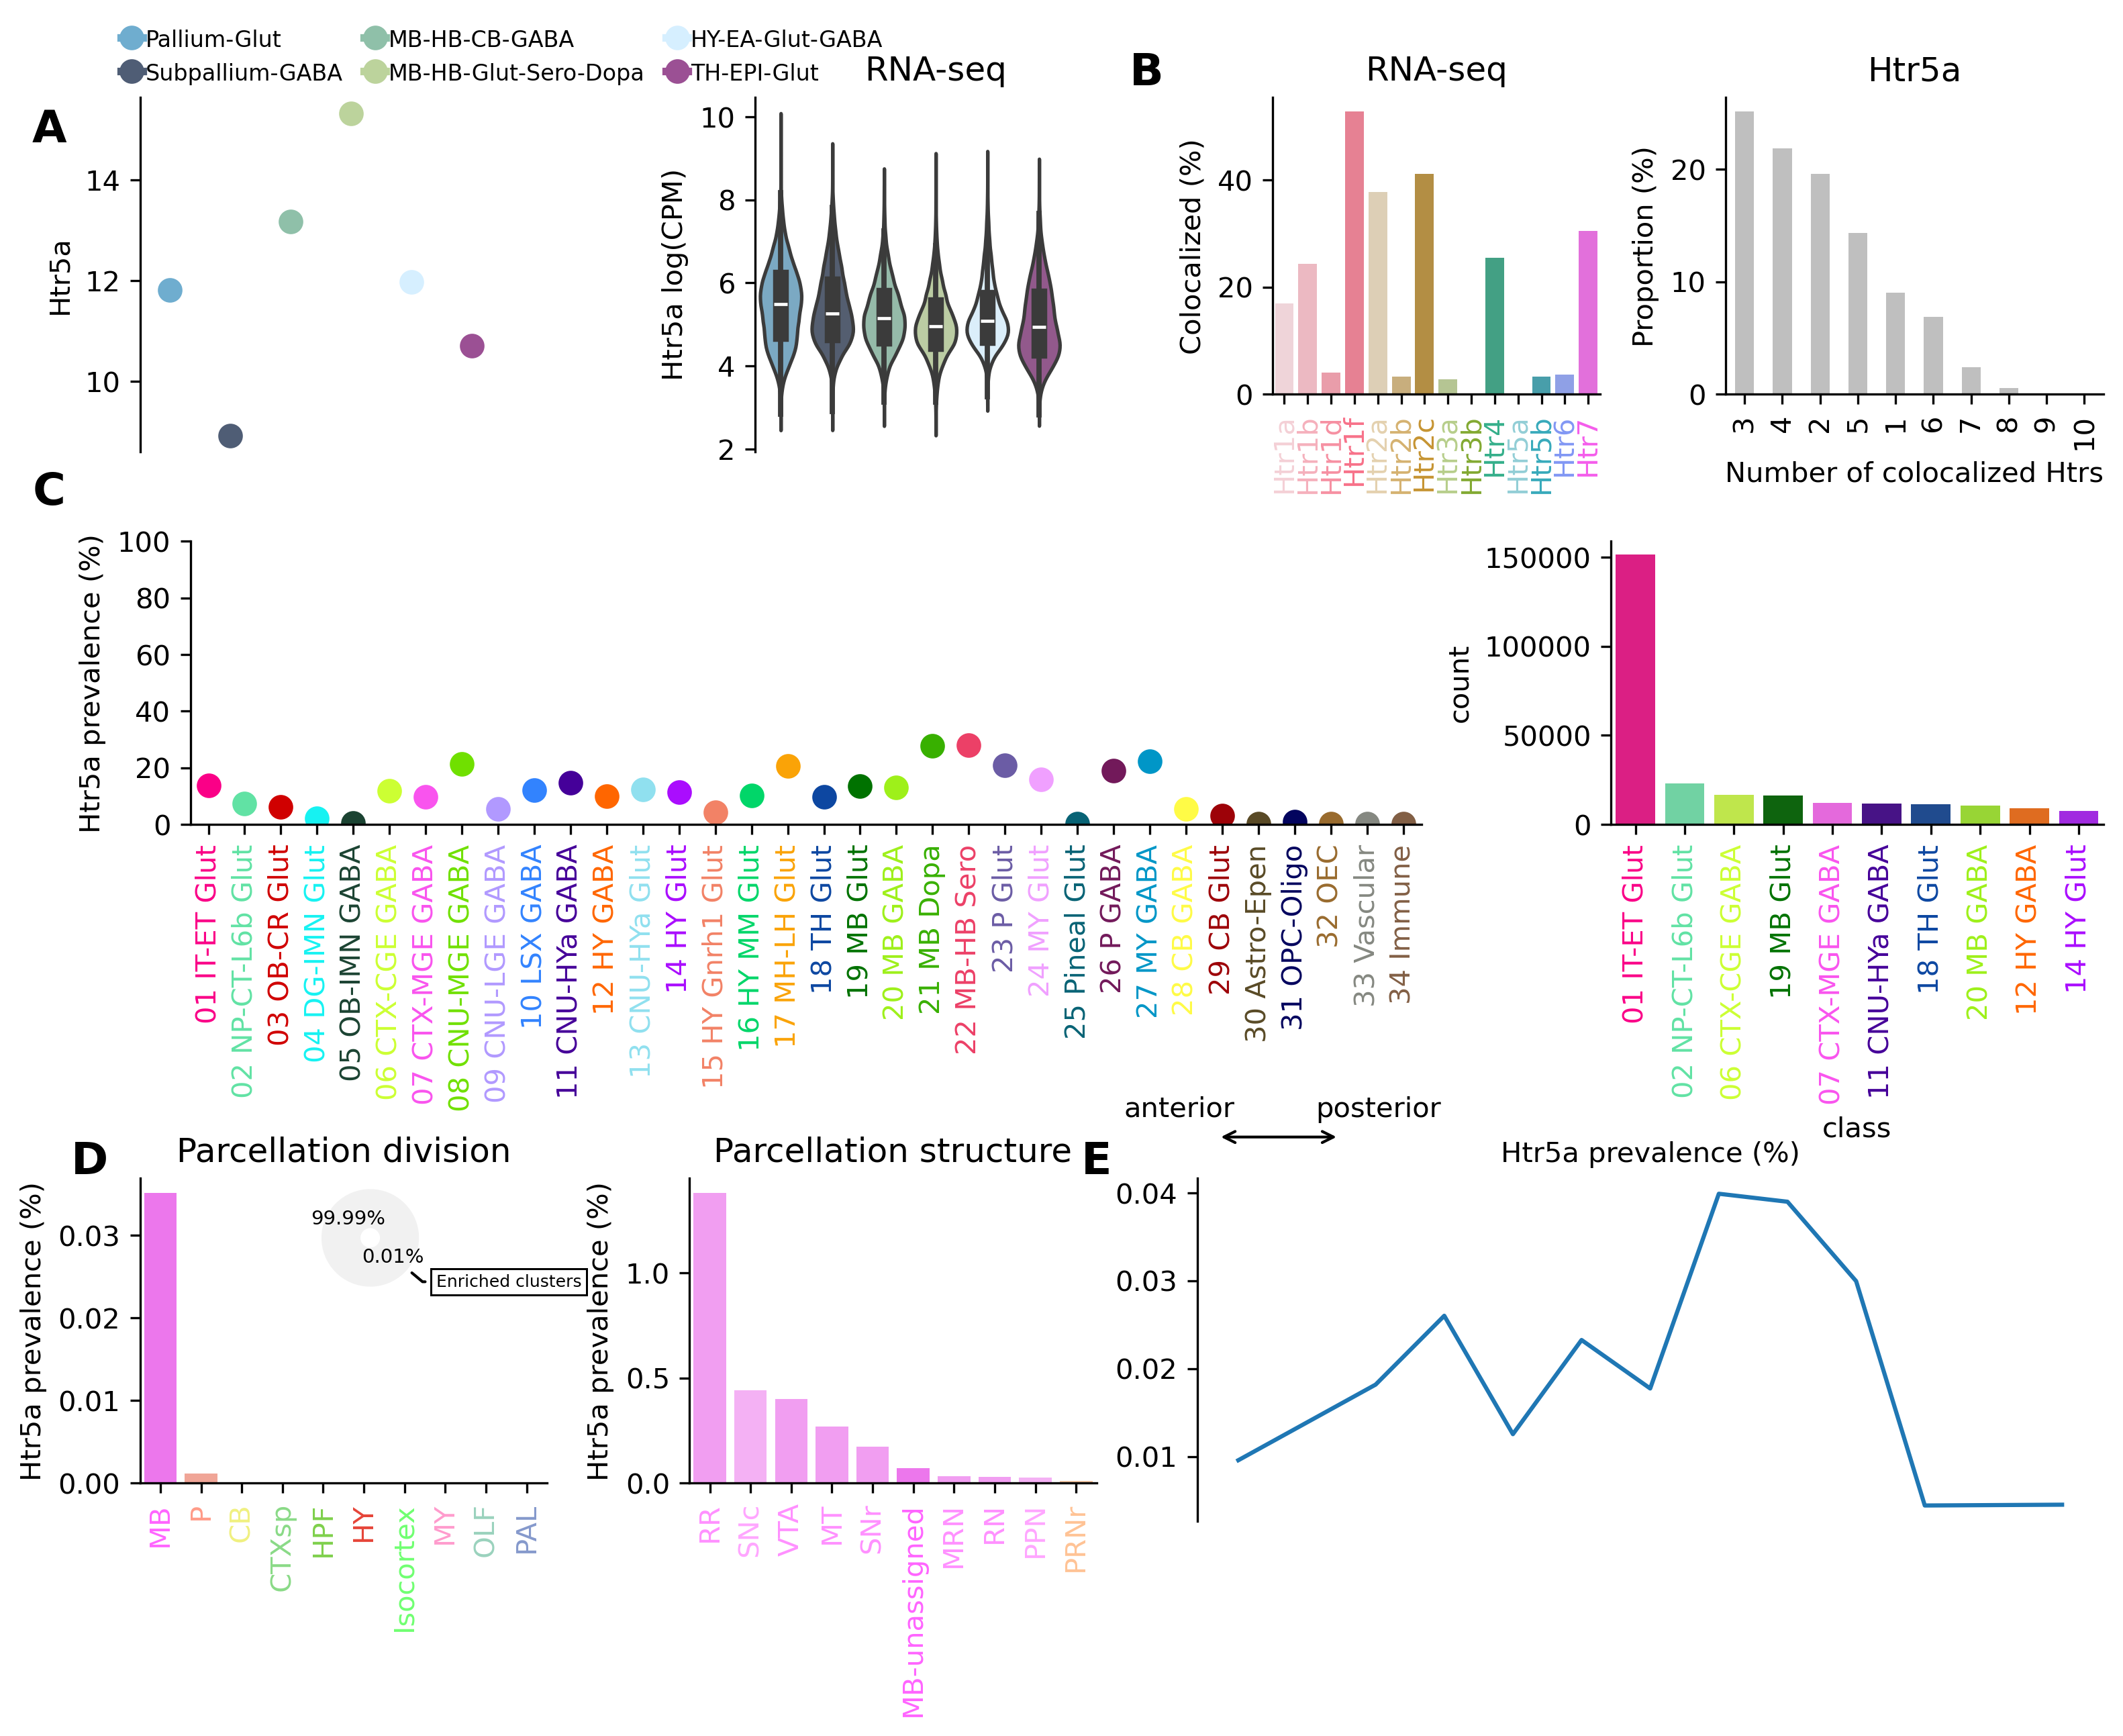 Pallium-Glut
Subpallium-GABA
MB-HB-CB-GABA
MB-HB-Glut-Sero-Dopa
HY-EA-Glut-GABA
TH-EPI-Glut
A
Htr5a
14
12
10
RNA-seq
Htr5a log(CPM)
10
8
6
4
2
B
RNA-seq
Colocalized (%)
40
20
0
Htr1a
Htr1b
Htr1d
Htr1f
Htr2a
Htr2b
Htr2c
Htr3a
Htr3b
Htr4
Htr5a
Htr5b
Htr6
Htr7
Htr5a
Proportion (%)
20
10
0
3
4
2
5
1
6
7
8
9
10
Number of colocalized Htrs
C
Htr5a prevalence (%)
100
80
60
40
20
0
01 IT-ET Glut
02 NP-CT-L6b Glut
03 OB-CR Glut
04 DG-IMN Glut
05 OB-IMN GABA
06 CTX-CGE GABA
07 CTX-MGE GABA
08 CNU-MGE GABA
09 CNU-LGE GABA
10 LSX GABA
11 CNU-HYa GABA
12 HY GABA
13 CNU-HYa Glut
14 HY Glut
15 HY Gnrh1 Glut
16 HY MM Glut
17 MH-LH Glut
18 TH Glut
19 MB Glut
20 MB GABA
21 MB Dopa
22 MB-HB Sero
23 P Glut
24 MY Glut
25 Pineal Glut
26 P GABA
27 MY GABA
28 CB GABA
29 CB Glut
30 Astro-Epen
31 OPC-Oligo
32 OEC
33 Vascular
34 Immune
count
150000
100000
50000
0
01 IT-ET Glut
02 NP-CT-L6b Glut
06 CTX-CGE GABA
19 MB Glut
07 CTX-MGE GABA
11 CNU-HYa GABA
18 TH Glut
20 MB GABA
12 HY GABA
14 HY Glut
class
D
Parcellation division
Htr5a prevalence (%)
0.03
0.02
0.01
0.00
99.99%
0.01%
Enriched clusters
MB
P
CB
CTXsp
HPF
HY
Isocortex
MY
OLF
PAL
Parcellation structure
Htr5a prevalence (%)
1.0
0.5
0.0
RR
SNc
VTA
MT
SNr
MB-unassigned
MRN
RN
PPN
PRNr
E
anterior
posterior
Htr5a prevalence (%)
0.04
0.03
0.02
0.01